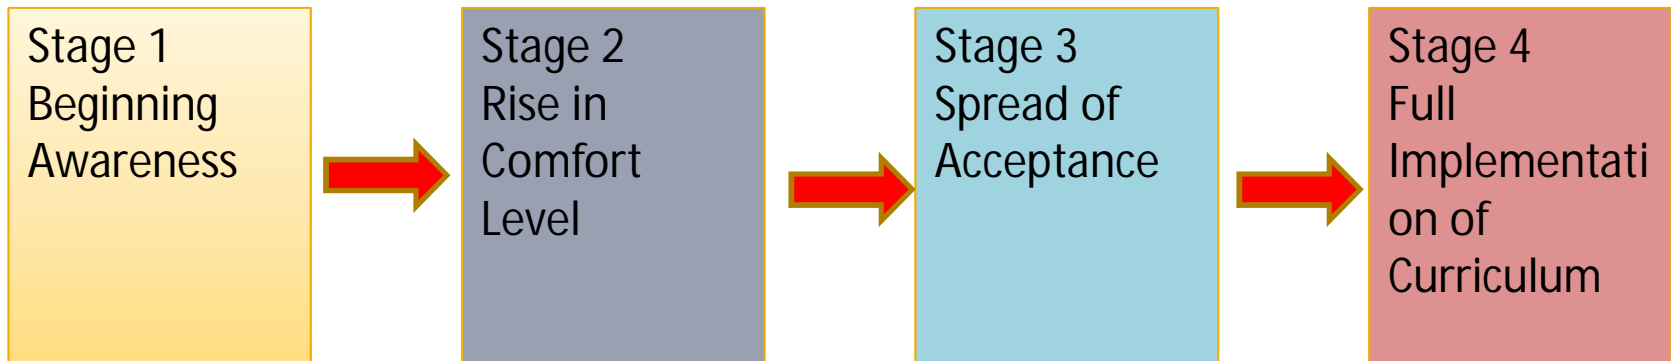 Stage 1
Beginning
Awareness
Stage 2
Rise in
Comfort
Level
Stage 3
Spread of
Acceptance
Stage 4
Full
Implementati
on of
Curriculum